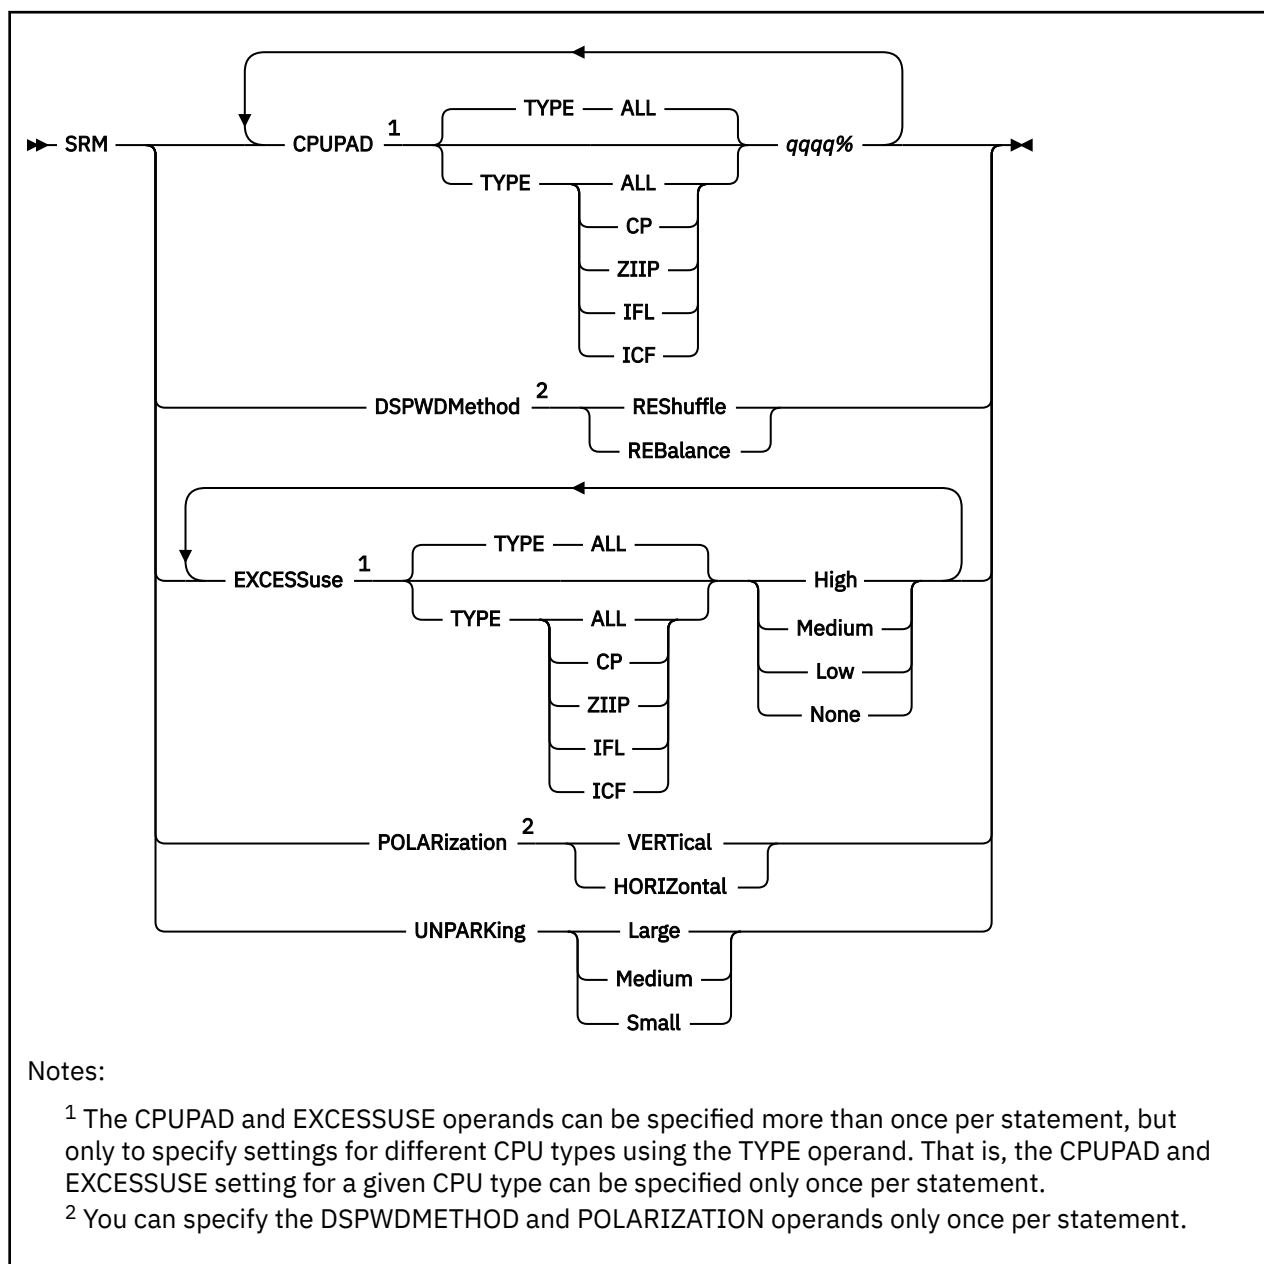 TYPE ALL
SRM CPUPAD 1 qqqq%
TYPE ALL
CP
ZIIP
IFL
ICF
DSPWDMethod 2 REShuffle
REBalance
TYPE ALL
EXCESSuse 1 High
TYPE ALL Medium
CP Low
ZIIP None
IFL
ICF
POLARization 2 VERTical
HORIZontal
UNPARKing Large
Medium
Small
Notes:
1 The CPUPAD and EXCESSUSE operands can be specified more than once per statement, but
only to specify settings for different CPU types using the TYPE operand. That is, the CPUPAD and
EXCESSUSE setting for a given CPU type can be specified only once per statement.
2 You can specify the DSPWDMETHOD and POLARIZATION operands only once per statement.